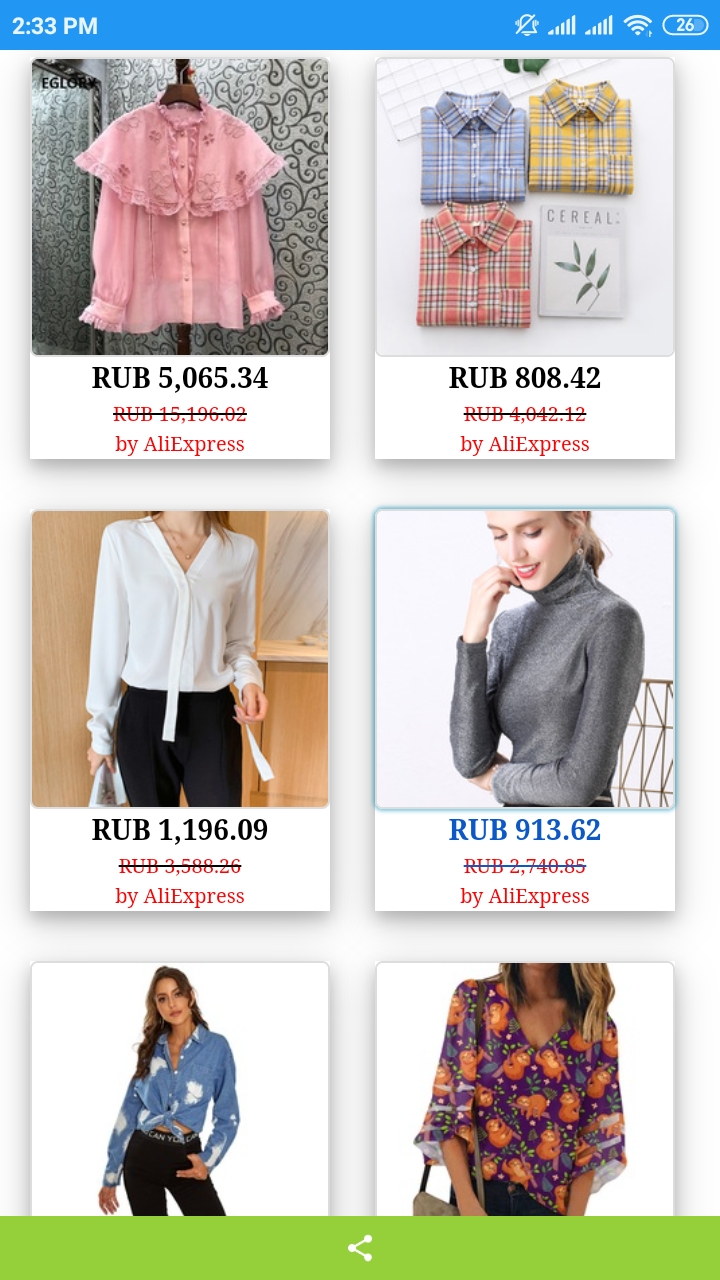 2:33 PM
26
EGLORY
CEREAL:
RUB 5,065.34
RUB 15,196.02
by AliExpress
RUB 808.42
RUB 4,042.12
by AliExpress
RUB 1,196.09
RUB 3,588.26
by AliExpress
RUB 913.62
RUB 2,740.85
by AliExpress